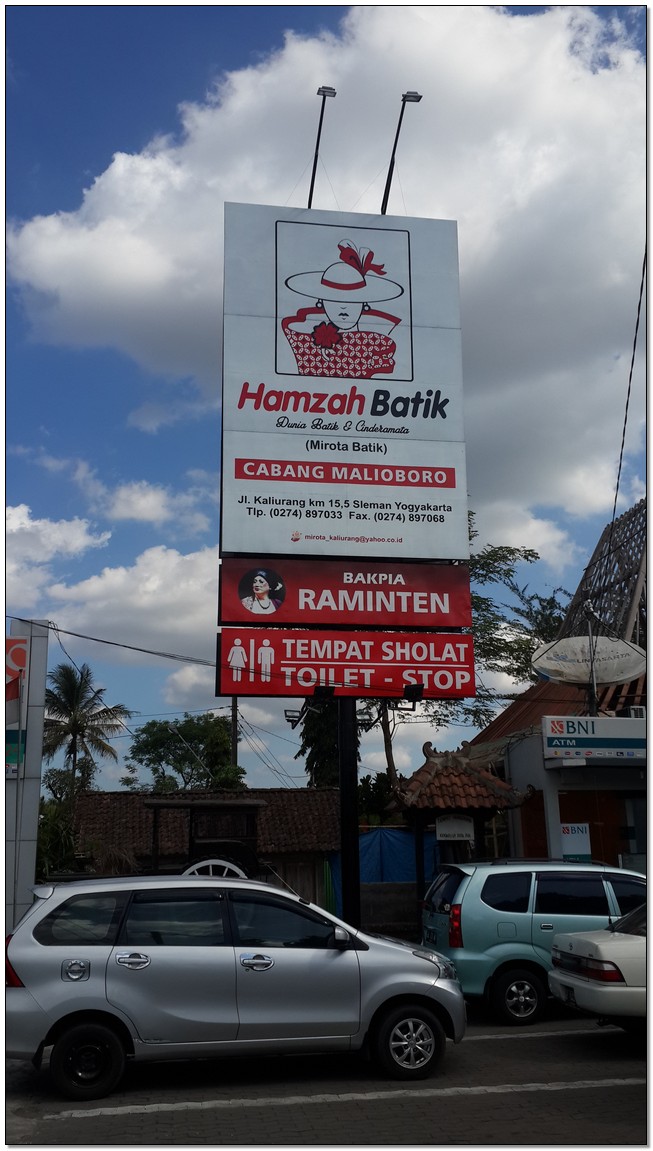 Hamzah Batik
Dunia Batik & Cinderamata
(Mirota Batik)
CABANG MALIOBORO
Jl. Kaliurang km 15,5 Sleman Yogyakarta
Tlp. (0274) 897033 Fax. (0274) 897068
mirota_kaliurang@yahoo.co.id
BAKPIA
RAMINTEN
TEMPAT SHOLAT
TOILET - STOP
BNI
ATM
BNI